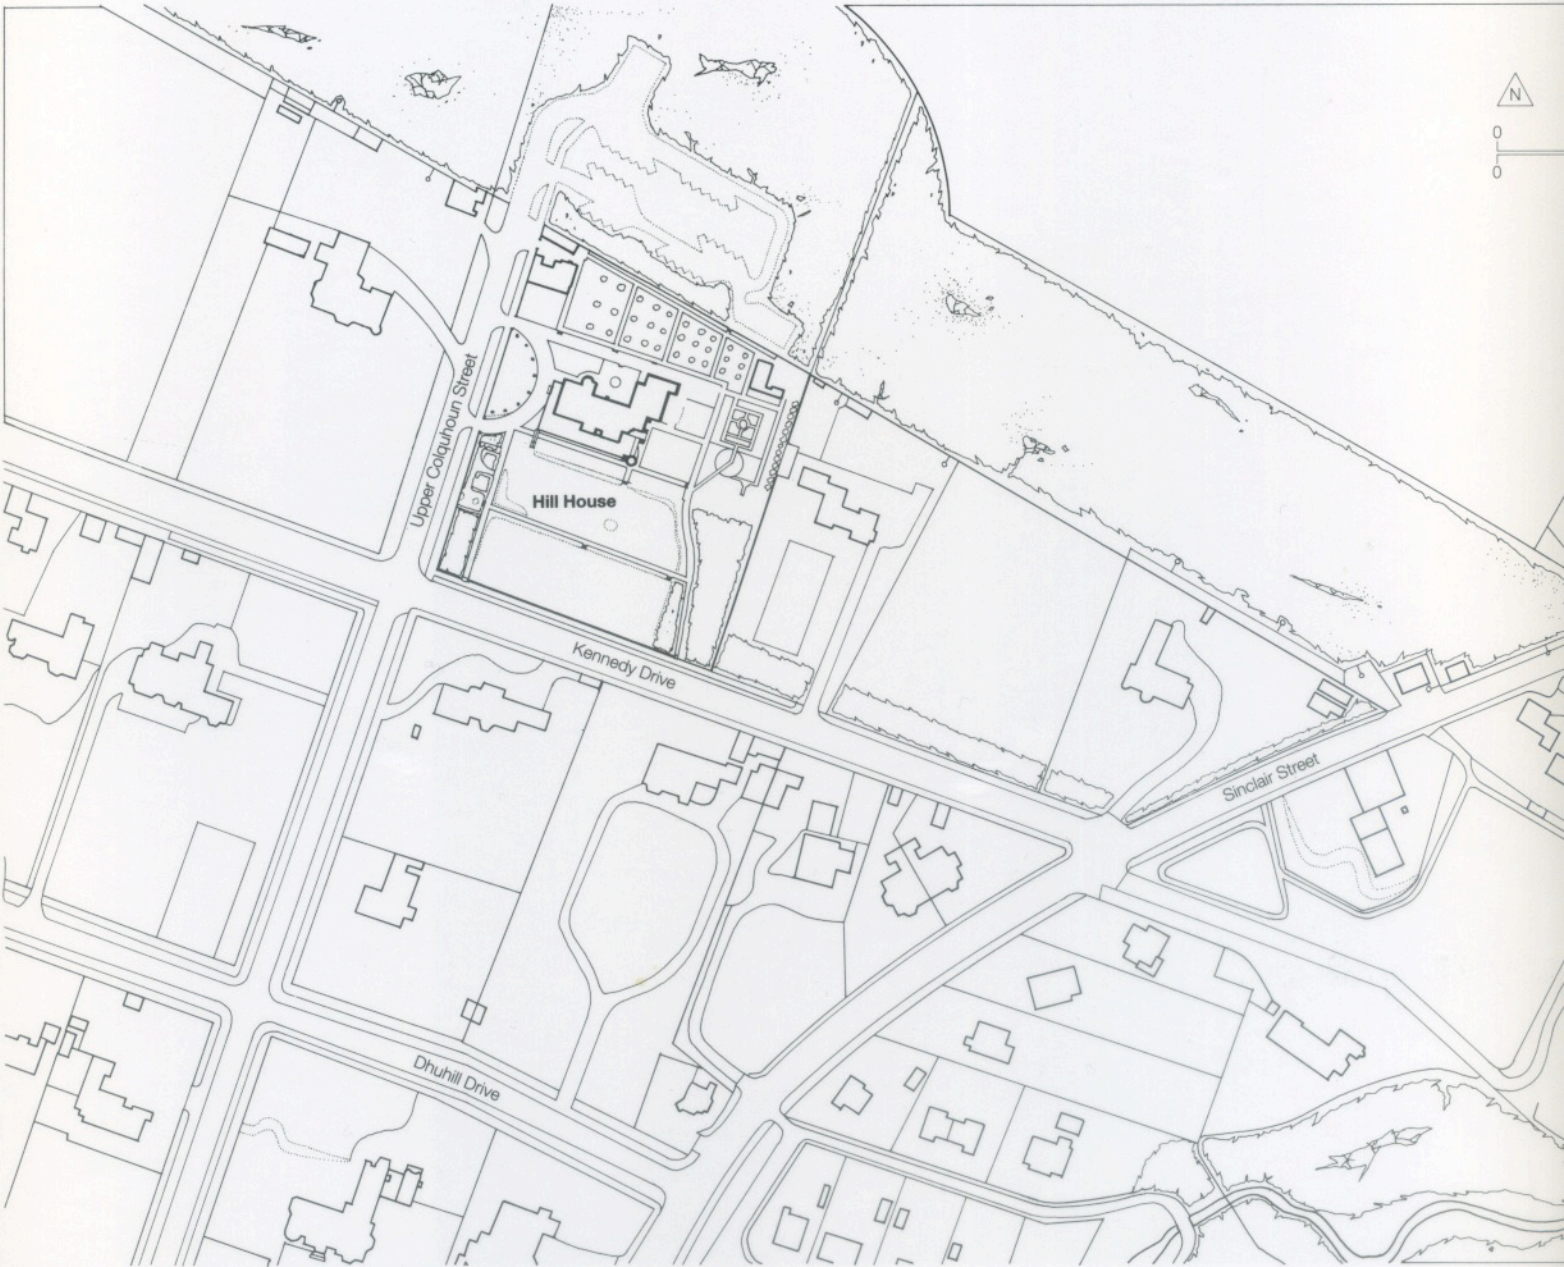 N
0
0
Upper Colquhoun Street
Hill House
Kennedy Drive
Sinclair Street
Dhuhill Drive